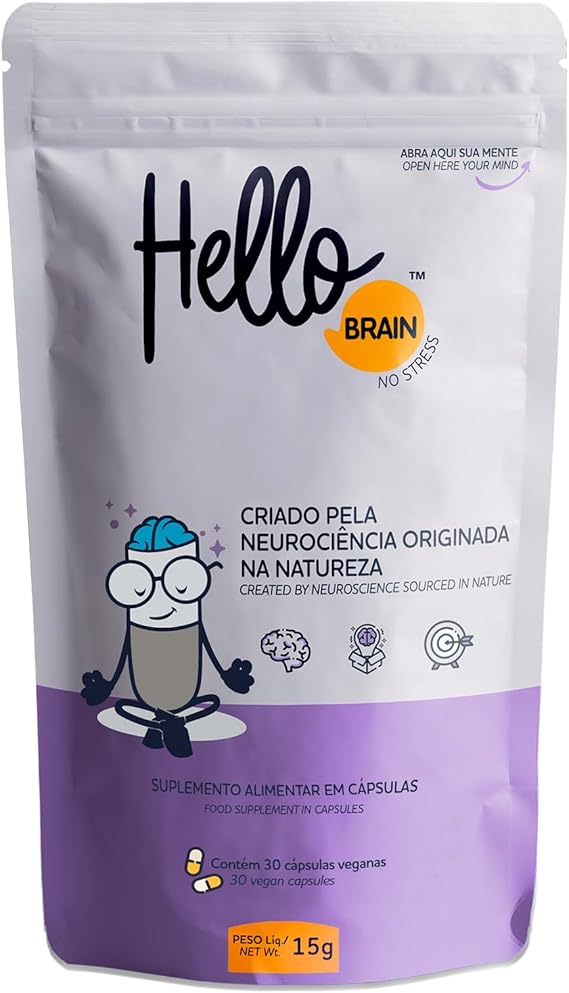 ABRA AQUI SUA MENTE
OPEN HERE YOUR MIND
Hello
™
BRAIN
NO STRESS
CRIADO PELA
NEUROCIÊNCIA ORIGINADA
NA NATUREZA
CREATED BY NEUROSCIENCE SOURCED IN NATURE
SUPLEMENTO ALIMENTAR EM CÁPSULAS
FOOD SUPPLEMENT IN CAPSULES
Contém 30 cápsulas veganas
30 vegan capsules
PESO Líq./
NET Wt. 15g